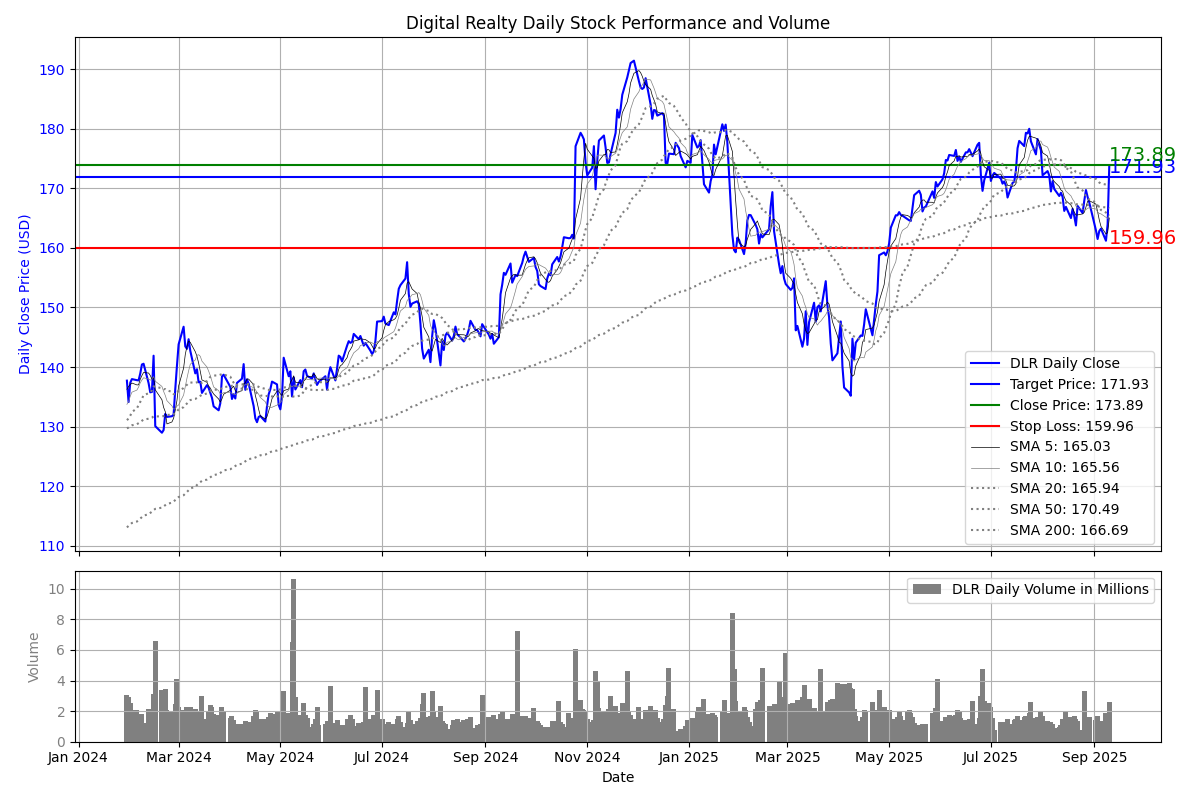 Digital Realty Daily Stock Performance and Volume
Daily Close Price (USD)
190
180
170
160
150
140
130
120
110
173.89
171.93
159.96
DLR Daily Close
Target Price: 171.93
Close Price: 173.89
Stop Loss: 159.96
SMA 5: 165.03
SMA 10: 165.56
SMA 20: 165.94
SMA 50: 170.49
SMA 200: 166.69
Volume
10
8
6
4
2
0
DLR Daily Volume in Millions
Jan 2024 Mar 2024 May 2024 Jul 2024 Sep 2024 Nov 2024 Jan 2025 Mar 2025 May 2025 Jul 2025 Sep 2025
Date